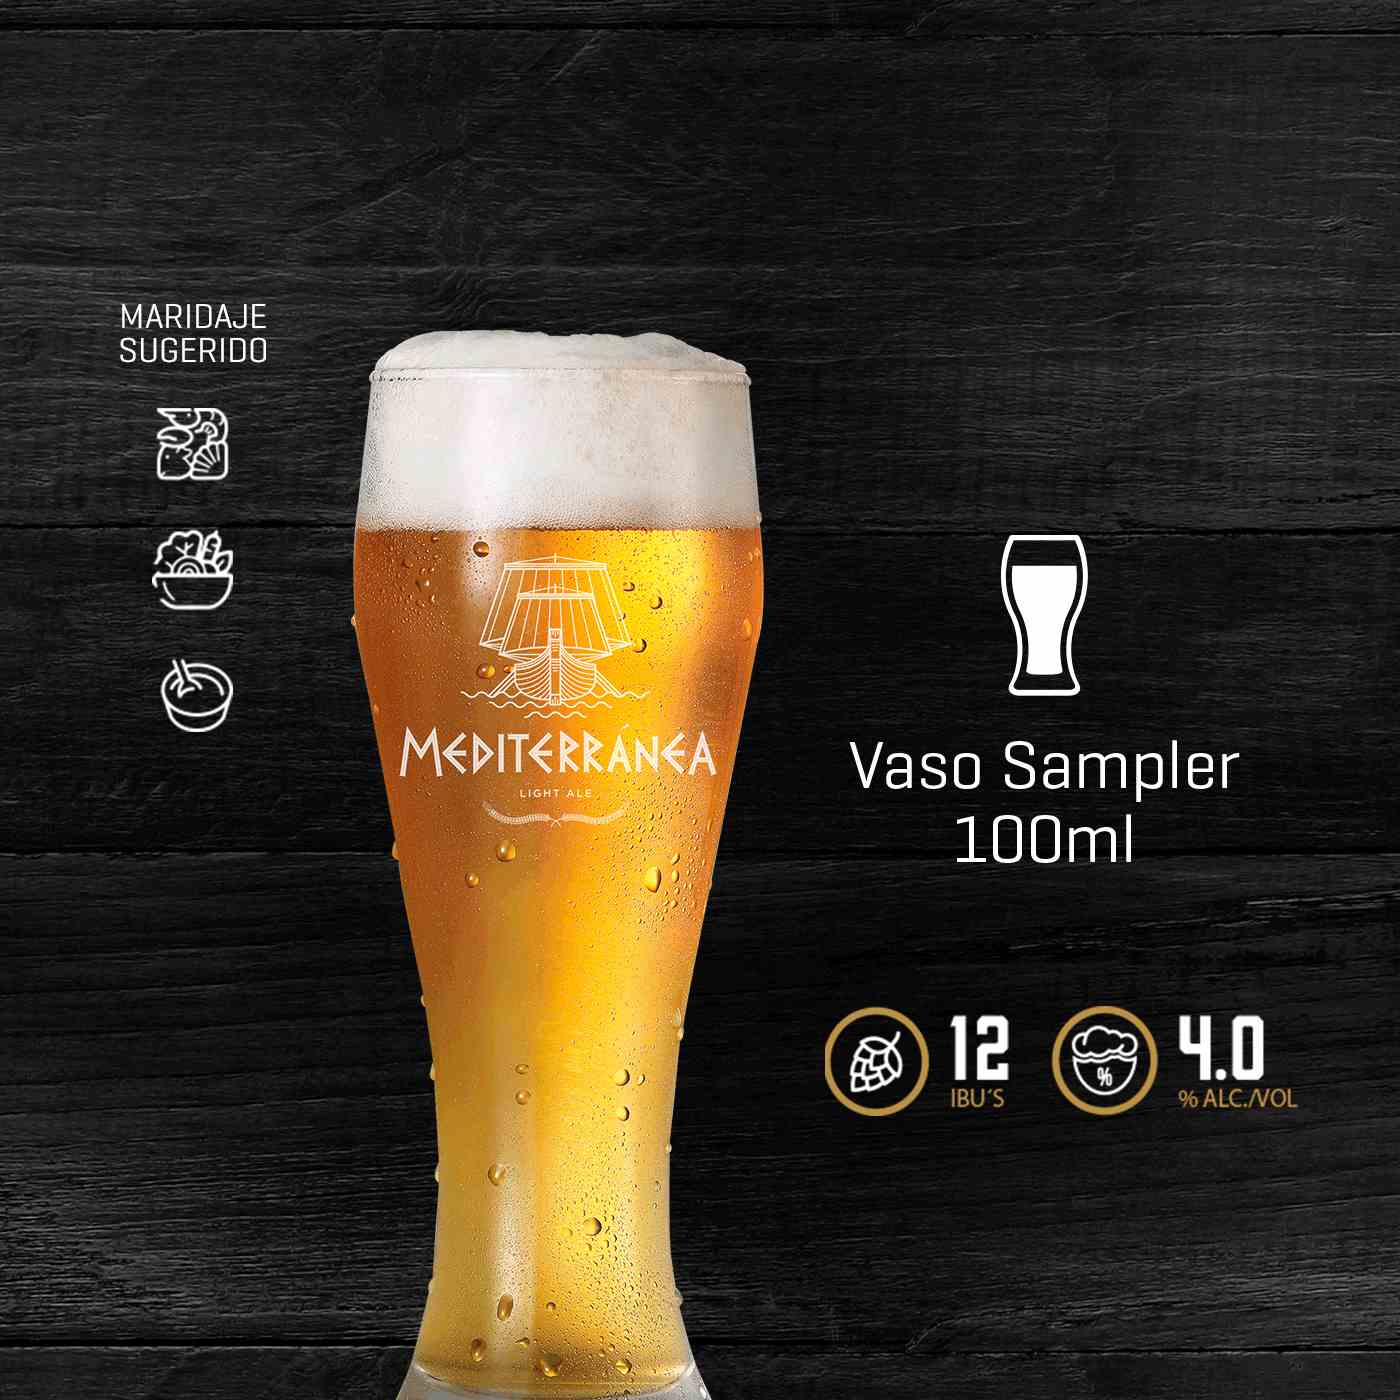 MARIDAJE
SUGERIDO
MEDITERRÁNEA
LIGHT ALE
Vaso Sampler
100ml
12
IBU´S
%
4.0
% ALC./VOL